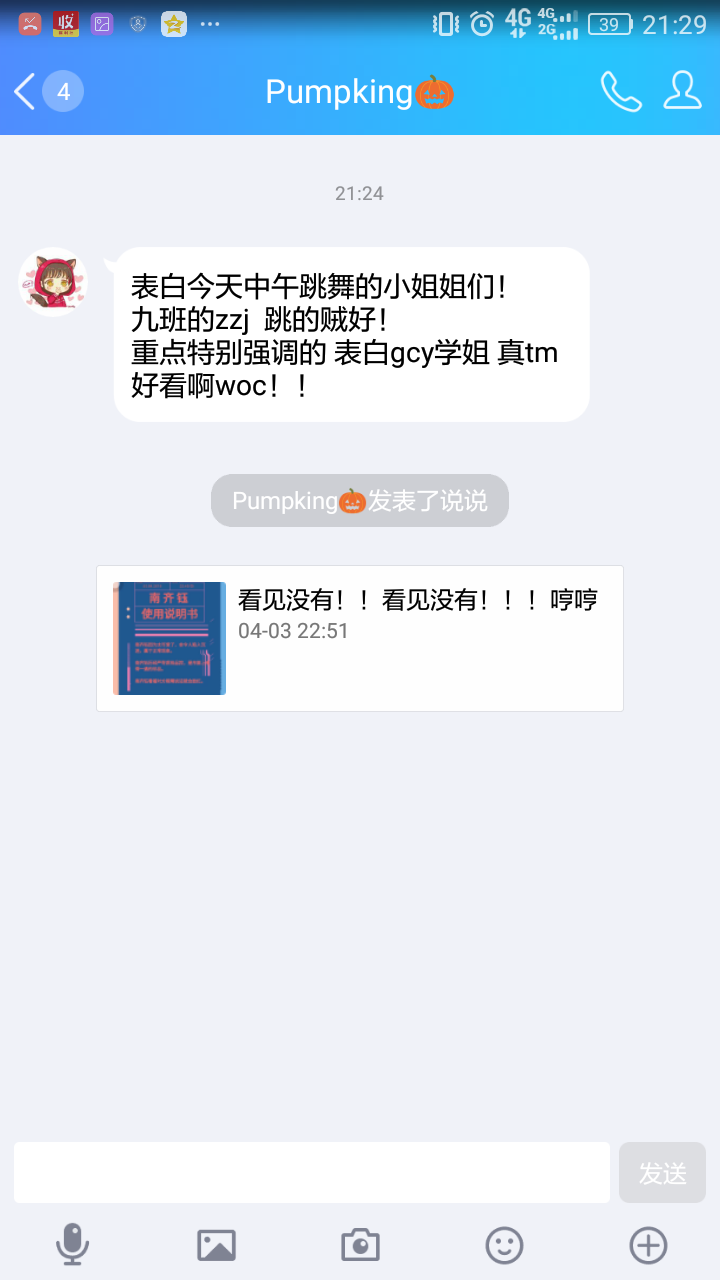 收
4G
4G
2G
39
21:29
4
Pumpking🎃
21:24
表白今天中午跳舞的小姐姐们！
九班的zzj 跳的贼好！
重点特别强调的 表白gcy学姐 真tm
好看啊woc！！
Pumpking🎃发表了说说
南齐钰
使用说明书
看见没有！！看见没有！！！哼哼
04-03 22:51
发送